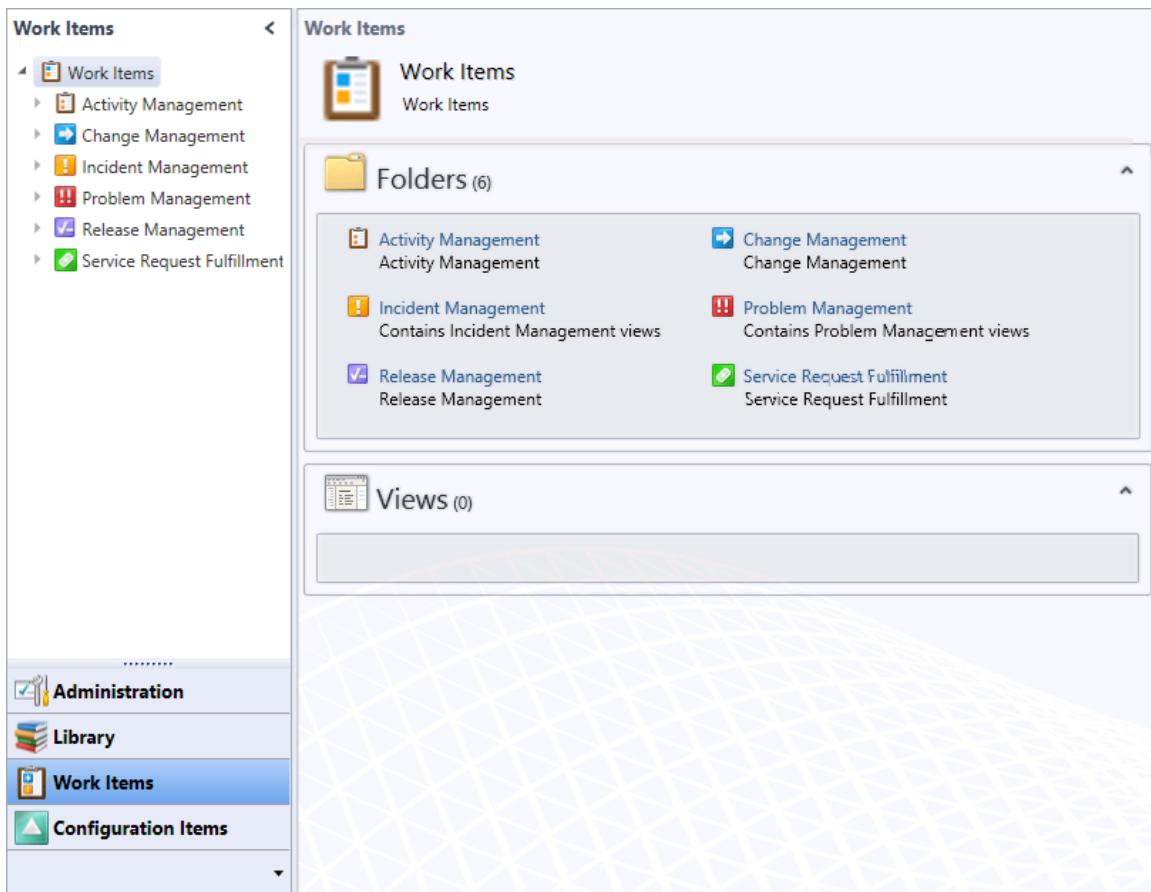 Work Items
Work Items
Activity Management
Change Management
Incident Management
Problem Management
Release Management
Service Request Fulfillment
Administration
Library
Work Items
Configuration Items
Work Items
Work Items
Work Items
Folders (6)
Activity Management
Activity Management
Change Management
Change Management
Incident Management
Contains Incident Management views
Problem Management
Contains Problem Management views
Release Management
Release Management
Service Request Fulfillment
Service Request Fulfillment
Views (0)